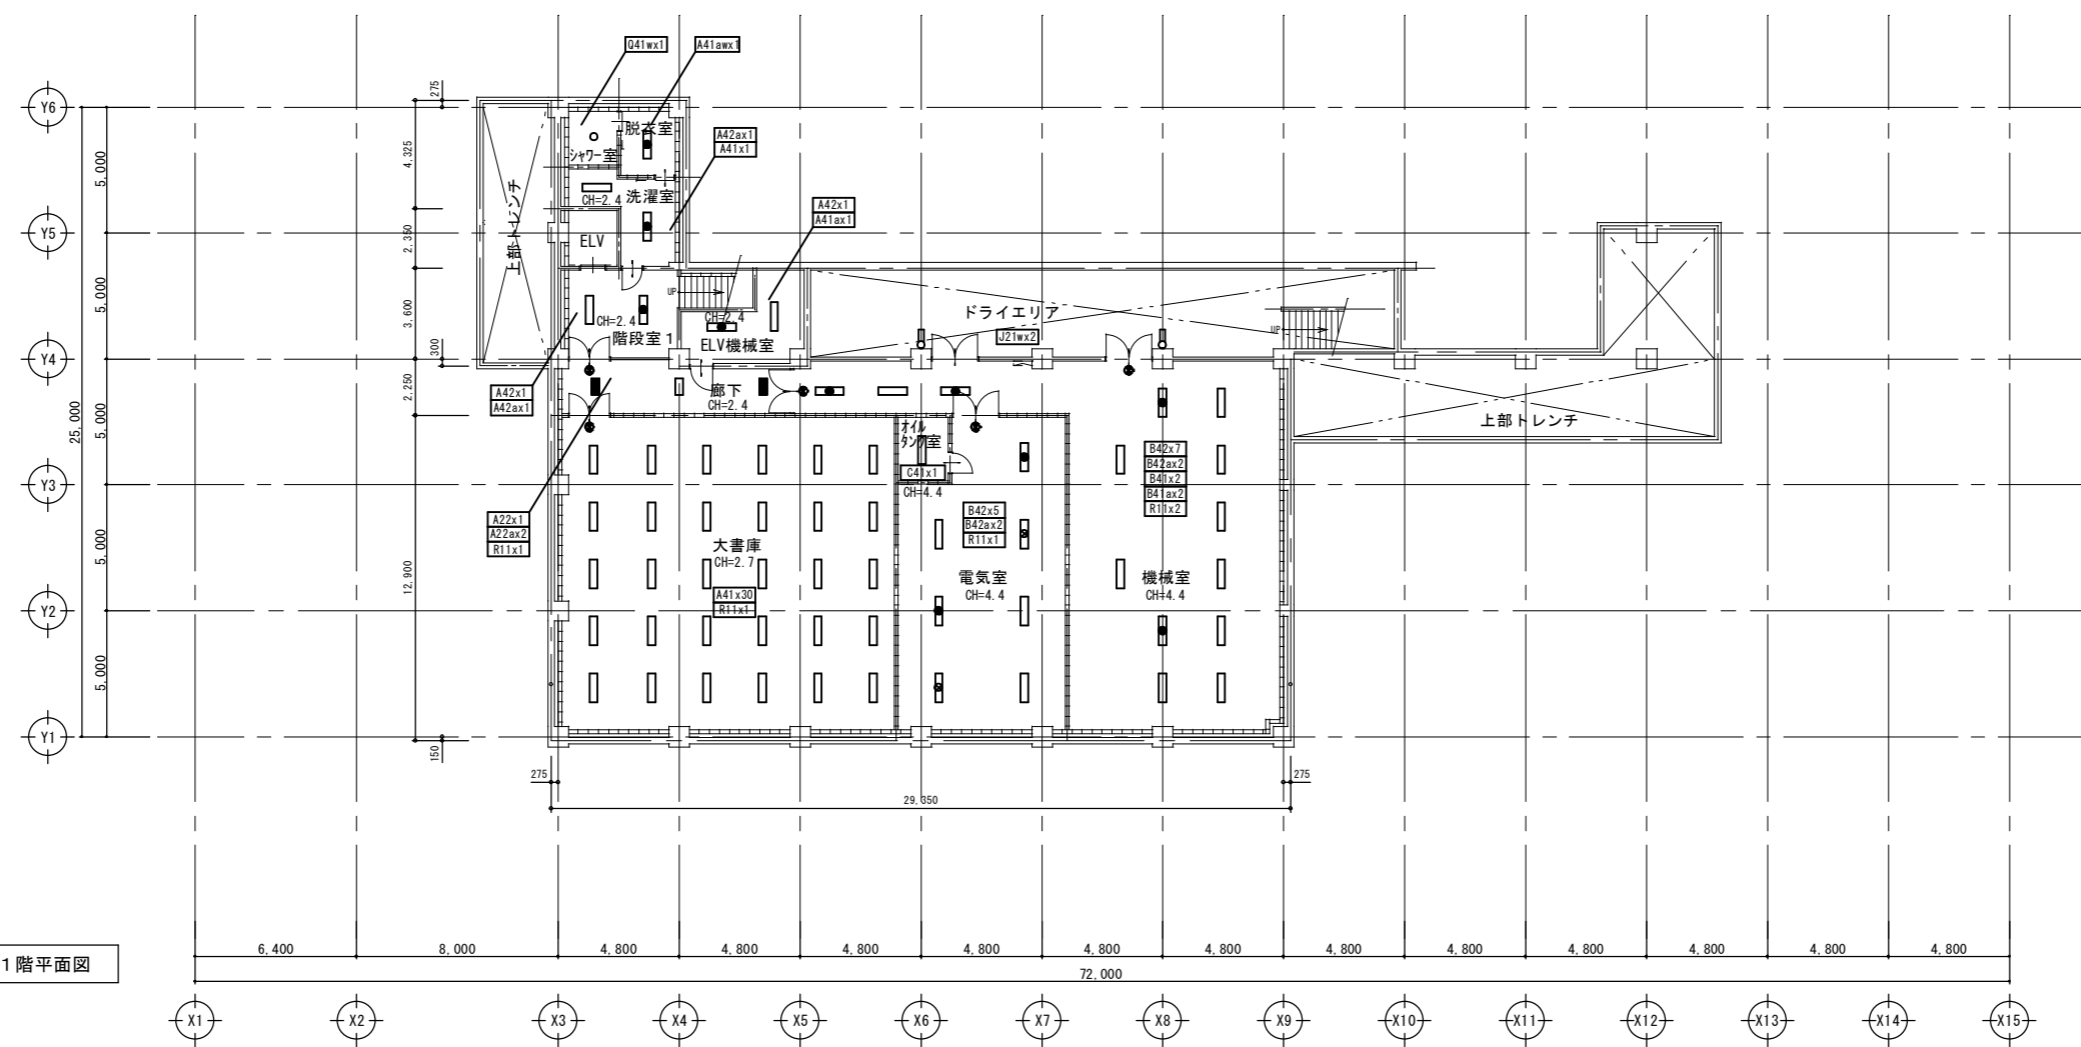 Q41wx1
A41awx1
Y6
275
脱衣室
シャワー室
A42ax1
A41x1
4,325
5,000
上部トレンチ
洗濯室
CH=2.4
A42x1
A41ax1
Y5
2,350
ELV
UP
5,000
3,600
CH=2.4
階段室1
CH=2.4
ELV機械室
ドライエリア
J21wx2
UP
Y4
300
A42x1
A42ax1
廊下
CH=2.4
2,250
25,000
5,000
上部トレンチ
オイル
タンク室
C41x1
CH=4.4
B42x7
B42ax2
B41x2
B41ax2
R11x2
Y3
A22x1
A22ax2
R11x1
B42x5
B42ax2
R11x1
5,000
12,900
大書庫
CH=2.7
A41x30
R11x1
電気室
CH=4.4
機械室
CH=4.4
Y2
5,000
Y1
150
275
275
29,350
6,400
8,000
4,800
4,800
4,800
4,800
4,800
4,800
4,800
4,800
4,800
4,800
4,800
4,800
72,000
1階平面図
X1
X2
X3
X4
X5
X6
X7
X8
X9
X10
X11
X12
X13
X14
X15